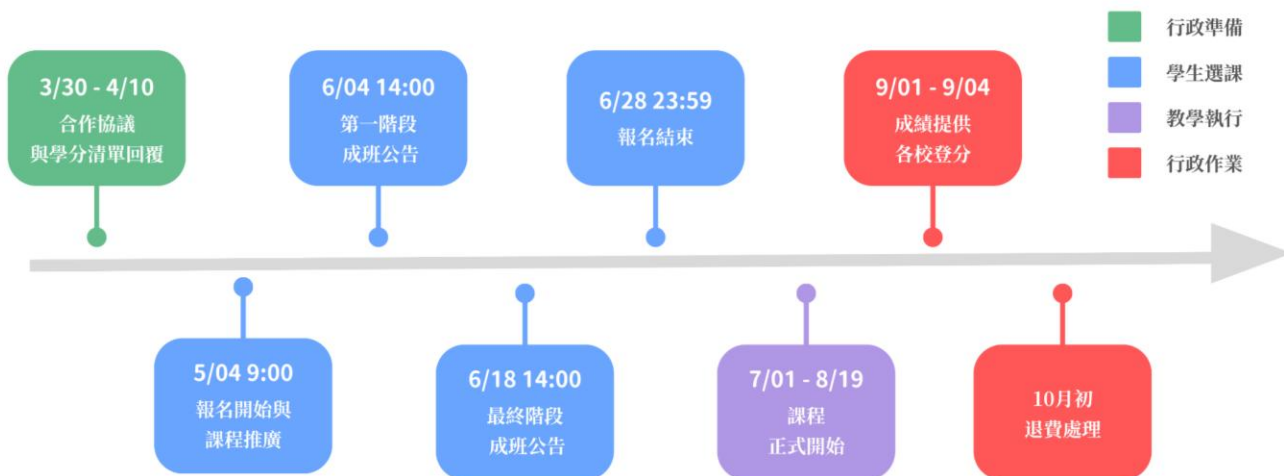 3/30 - 4/10
合作協議
與學分清單回覆
5/04 9:00
報名開始與
課程推廣
6/04 14:00
第一階段
成班公告
6/18 14:00
最終階段
成班公告
6/28 23:59
報名結束
7/01 - 8/19
課程
正式開始
9/01 - 9/04
成績提供
各校登分
10月初
退費處理
行政準備
學生選課
教學執行
行政作業